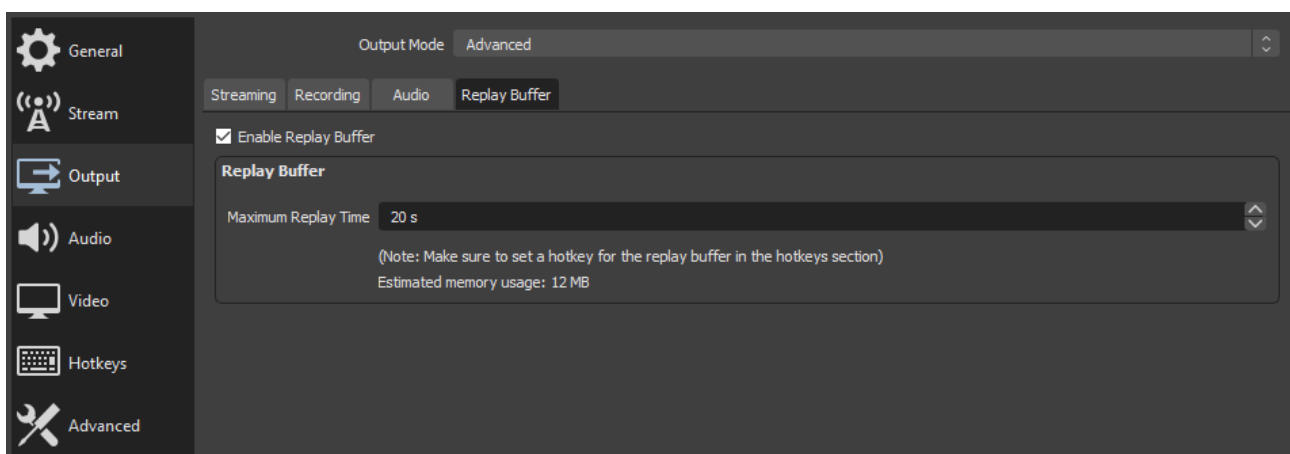 General
Stream
Output
Audio
Video
Hotkeys
Advanced
Output Mode Advanced
Streaming Recording Audio Replay Buffer
Enable Replay Buffer
Replay Buffer
Maximum Replay Time 20 s
(Note: Make sure to set a hotkey for the replay buffer in the hotkeys section)
Estimated memory usage: 12 MB